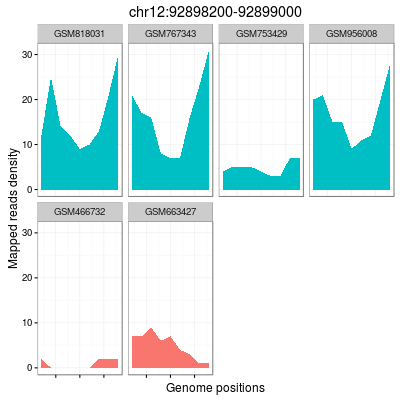 chr12:92898200-92899000
GSM818031 GSM767343 GSM753429 GSM956008
30
20
10
0
GSM466732 GSM663427
30
20
10
0
Mapped reads density
Genome positions